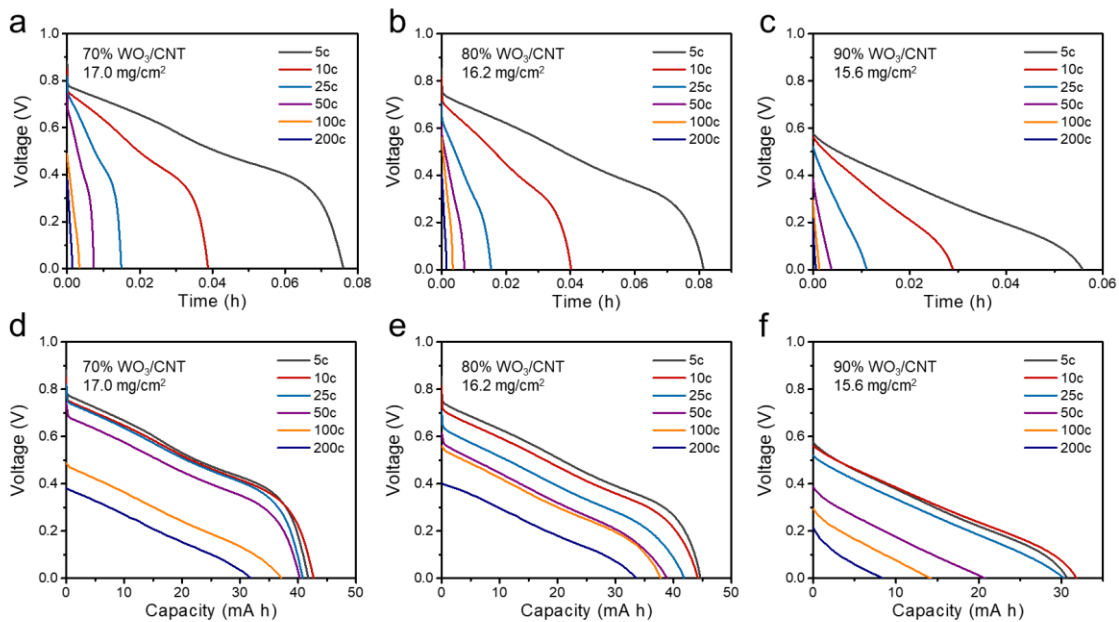 a
70% WO₃/CNT
17.0 mg/cm²
5c
10c
25c
50c
100c
200c
1.0
0.8
0.6
0.4
0.2
0.0
Voltage (V)
0.00 0.02 0.04 0.06 0.08
Time (h)
b
80% WO₃/CNT
16.2 mg/cm²
5c
10c
25c
50c
100c
200c
1.0
0.8
0.6
0.4
0.2
0.0
Voltage (V)
0.00 0.02 0.04 0.06 0.08
Time (h)
c
90% WO₃/CNT
15.6 mg/cm²
5c
10c
25c
50c
100c
200c
1.0
0.8
0.6
0.4
0.2
0.0
Voltage (V)
0.00 0.02 0.04 0.06
Time (h)
d
70% WO₃/CNT
17.0 mg/cm²
5c
10c
25c
50c
100c
200c
1.0
0.8
0.6
0.4
0.2
0.0
Voltage (V)
0 10 20 30 40 50
Capacity (mA h)
e
80% WO₃/CNT
16.2 mg/cm²
5c
10c
25c
50c
100c
200c
1.0
0.8
0.6
0.4
0.2
0.0
Voltage (V)
0 10 20 30 40 50
Capacity (mA h)
f
90% WO₃/CNT
15.6 mg/cm²
5c
10c
25c
50c
100c
200c
1.0
0.8
0.6
0.4
0.2
0.0
Voltage (V)
0 10 20 30
Capacity (mA h)